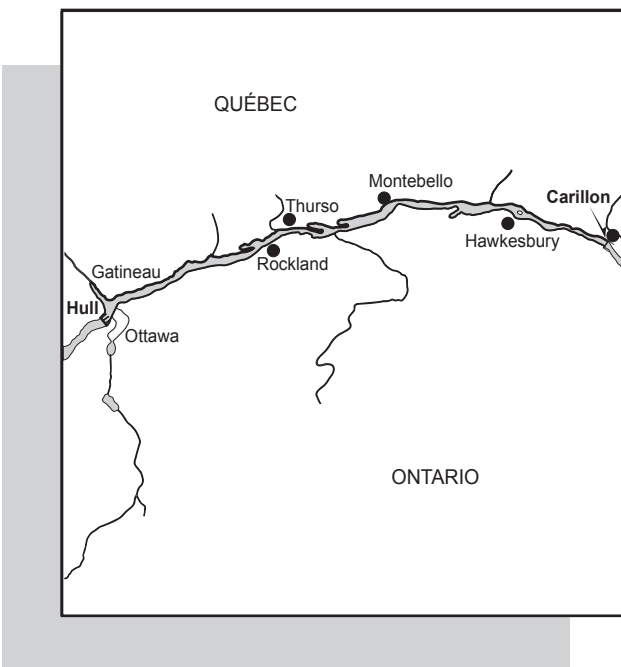 QUÉBEC
Montebello
Carillon
Thurso
Hawkesbury
Rockland
Gatineau
Hull
Ottawa
ONTARIO